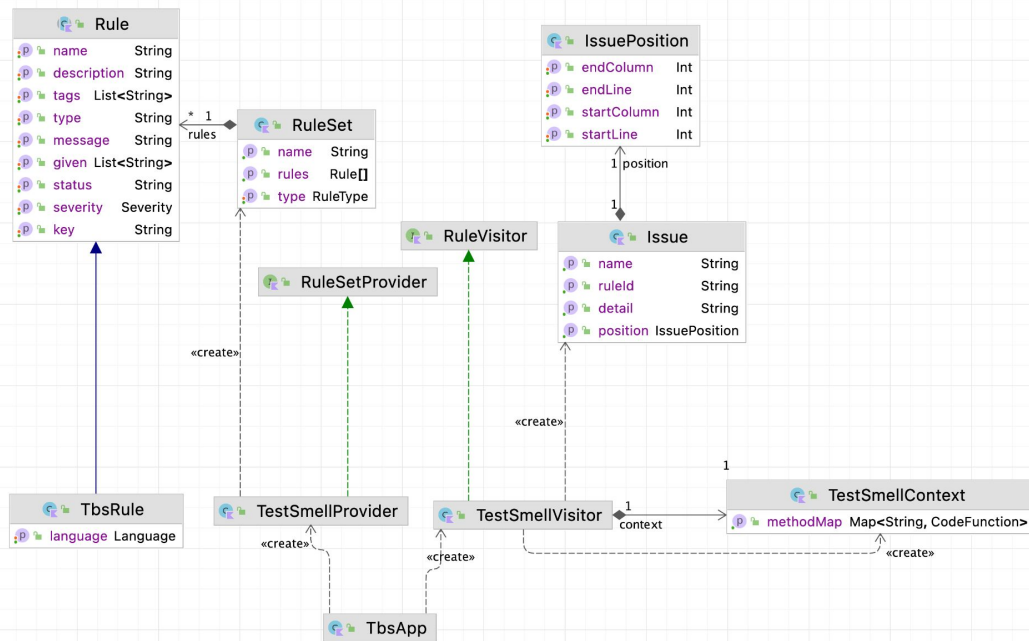 Rule
name String
description String
tags List<String>
type String
message String
given List<String>
status String
severity Severity
key String
* 1
rules
RuleSet
name String
rules Rule[]
type RuleType
IssuePosition
endColumn Int
endLine Int
startColumn Int
startLine Int
1 position
1
RuleVisitor
Issue
name String
ruleId String
detail String
position IssuePosition
RuleSetProvider
«create»
«create»
1
TbsRule
language Language
TestSmellProvider
TestSmellVisitor
1
context
TestSmellContext
methodMap Map<String, CodeFunction>
«create»
«create»
«create»
TbsApp